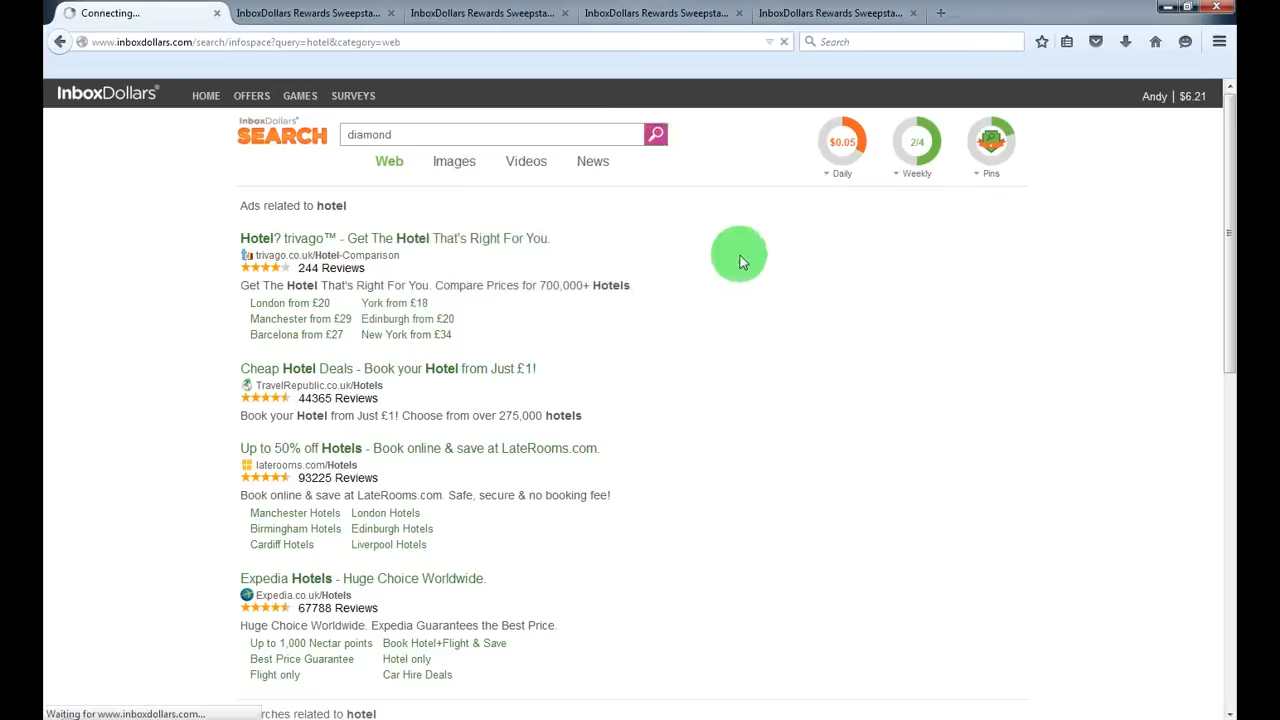 Connecting...
InboxDollars Rewards Sweepsta...
InboxDollars Rewards Sweepsta...
InboxDollars Rewards Sweepsta...
InboxDollars Rewards Sweepsta...
www.inboxdollars.com/search/infospace?query=hotel&category=web
Search
InboxDollars®
HOME OFFERS GAMES SURVEYS
Andy | $6.21
InboxDollars®
SEARCH
diamond
Web Images Videos News
$0.05
Daily
2/4
Weekly
Pins
Ads related to hotel
Hotel? trivago™ - Get The Hotel That's Right For You.
trivago.co.uk/Hotel-Comparison
244 Reviews
Get The Hotel That's Right For You. Compare Prices for 700,000+ Hotels.
London from £20 York from £18
Manchester from £29 Edinburgh from £20
Barcelona from £27 New York from £34
Cheap Hotel Deals - Book your Hotel from Just £1!
TravelRepublic.co.uk/Hotels
44365 Reviews
Book your Hotel from Just £1! Choose from over 275,000 hotels
Up to 50% off Hotels - Book online & save at LateRooms.com.
laterooms.com/Hotels
93225 Reviews
Book online & save at LateRooms.com. Safe, secure & no booking fee!
Manchester Hotels London Hotels
Birmingham Hotels Edinburgh Hotels
Cardiff Hotels Liverpool Hotels
Expedia Hotels - Huge Choice Worldwide.
Expedia.co.uk/Hotels
67788 Reviews
Huge Choice Worldwide. Expedia Guarantees the Best Price.
Up to 1,000 Nectar points Book Hotel+Flight & Save
Best Price Guarantee Hotel only
Flight only Car Hire Deals
rches related to hotel
Waiting for www.inboxdollars.com...